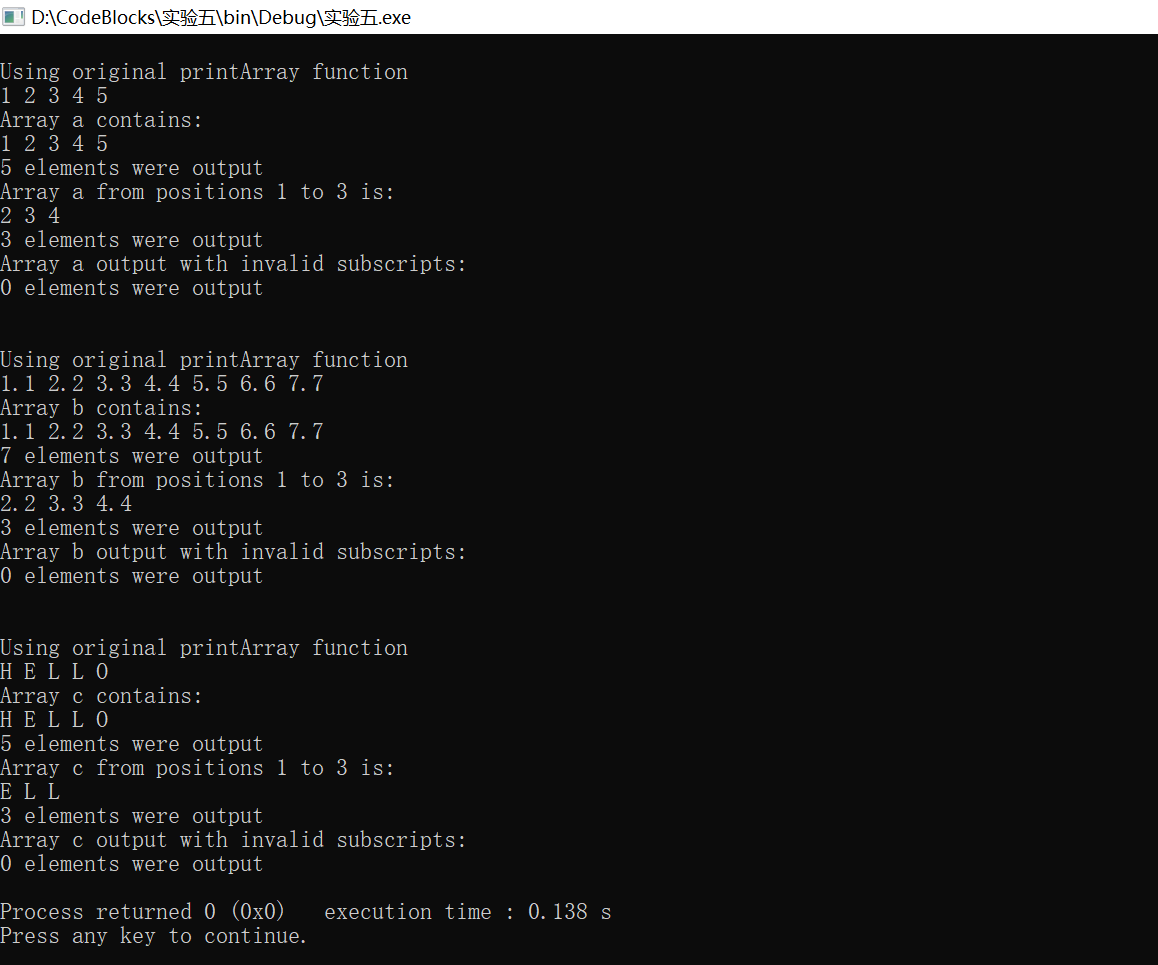 D:\CodeBlocks\实验五\bin\Debug\实验五.exe
Using original printArray function
1 2 3 4 5
Array a contains:
1 2 3 4 5
5 elements were output
Array a from positions 1 to 3 is:
2 3 4
3 elements were output
Array a output with invalid subscripts:
0 elements were output
Using original printArray function
1.1 2.2 3.3 4.4 5.5 6.6 7.7
Array b contains:
1.1 2.2 3.3 4.4 5.5 6.6 7.7
7 elements were output
Array b from positions 1 to 3 is:
2.2 3.3 4.4
3 elements were output
Array b output with invalid subscripts:
0 elements were output
Using original printArray function
H E L L O
Array c contains:
H E L L O
5 elements were output
Array c from positions 1 to 3 is:
E L L
3 elements were output
Array c output with invalid subscripts:
0 elements were output
Process returned 0 (0x0)   execution time : 0.138 s
Press any key to continue.